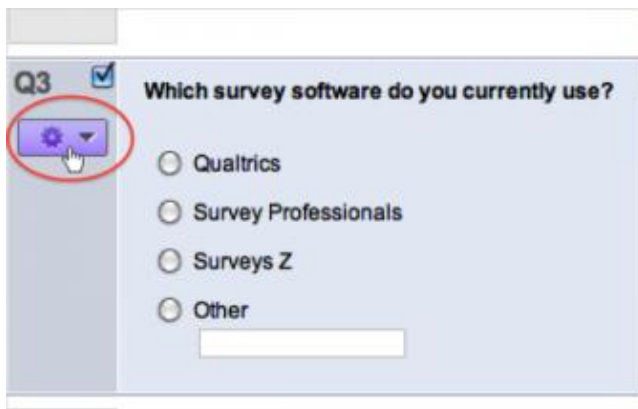 Q3
Which survey software do you currently use?
Qualtrics
Survey Professionals
Surveys Z
Other